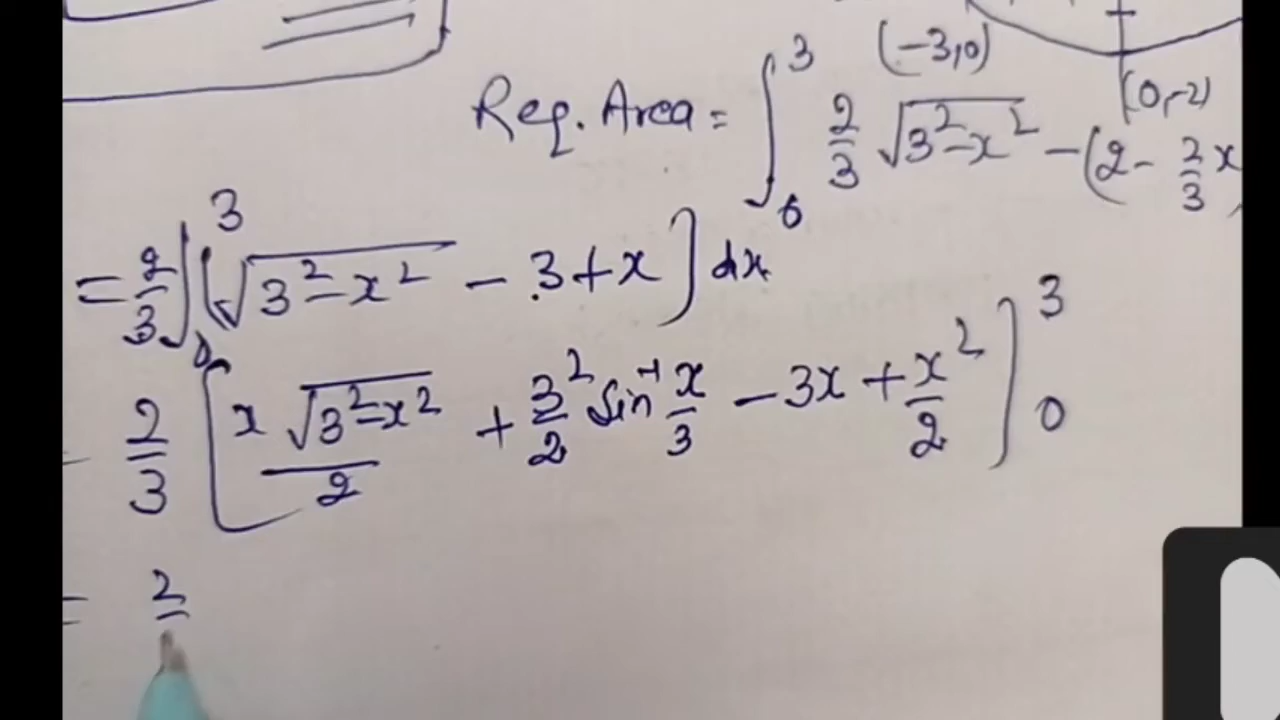 (-3,0)
(0,-2)
Req. Area = ∫₀³ 2/3 √(3²-x²) - (2 - 2/3 x)
= 2/3 ∫₀³ [√(3²-x²) - 3 + x] dx
= 2/3 [x √(3²-x²)/2 + 3²/2 sin⁻¹ x/3 - 3x + x²/2]₀³
= 2